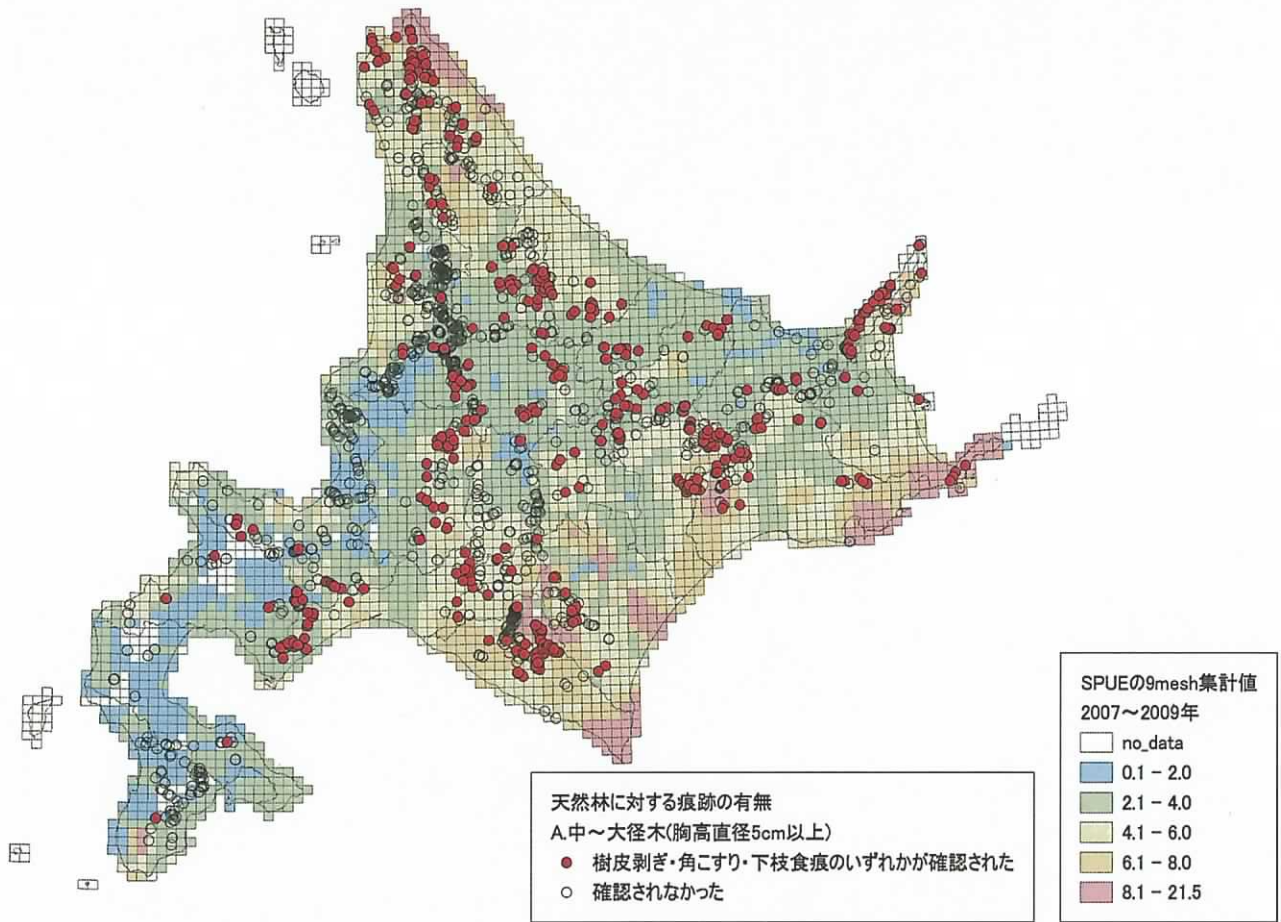 天然林に対する痕跡の有無
A.中～大径木(胸高直径5cm以上)
樹皮剥ぎ・角こすり・下枝食痕のいずれかが確認された
確認されなかった
SPUEの9mesh集計値
2007～2009年
no_data
0.1 - 2.0
2.1 - 4.0
4.1 - 6.0
6.1 - 8.0
8.1 - 21.5